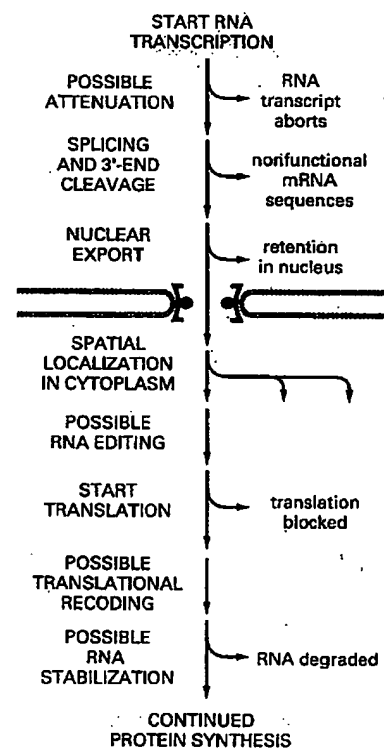 START RNA
TRANSCRIPTION
POSSIBLE
ATTENUATION
RNA
transcript
aborts
SPLICING
AND 3'-END
CLEAVAGE
nonfunctional
mRNA
sequences
NUCLEAR
EXPORT
retention
in nucleus
SPATIAL
LOCALIZATION
IN CYTOPLASM
POSSIBLE
RNA EDITING
START
TRANSLATION
translation
blocked
POSSIBLE
TRANSLATIONAL
RECODING
POSSIBLE
RNA
STABILIZATION
RNA degraded
CONTINUED
PROTEIN SYNTHESIS